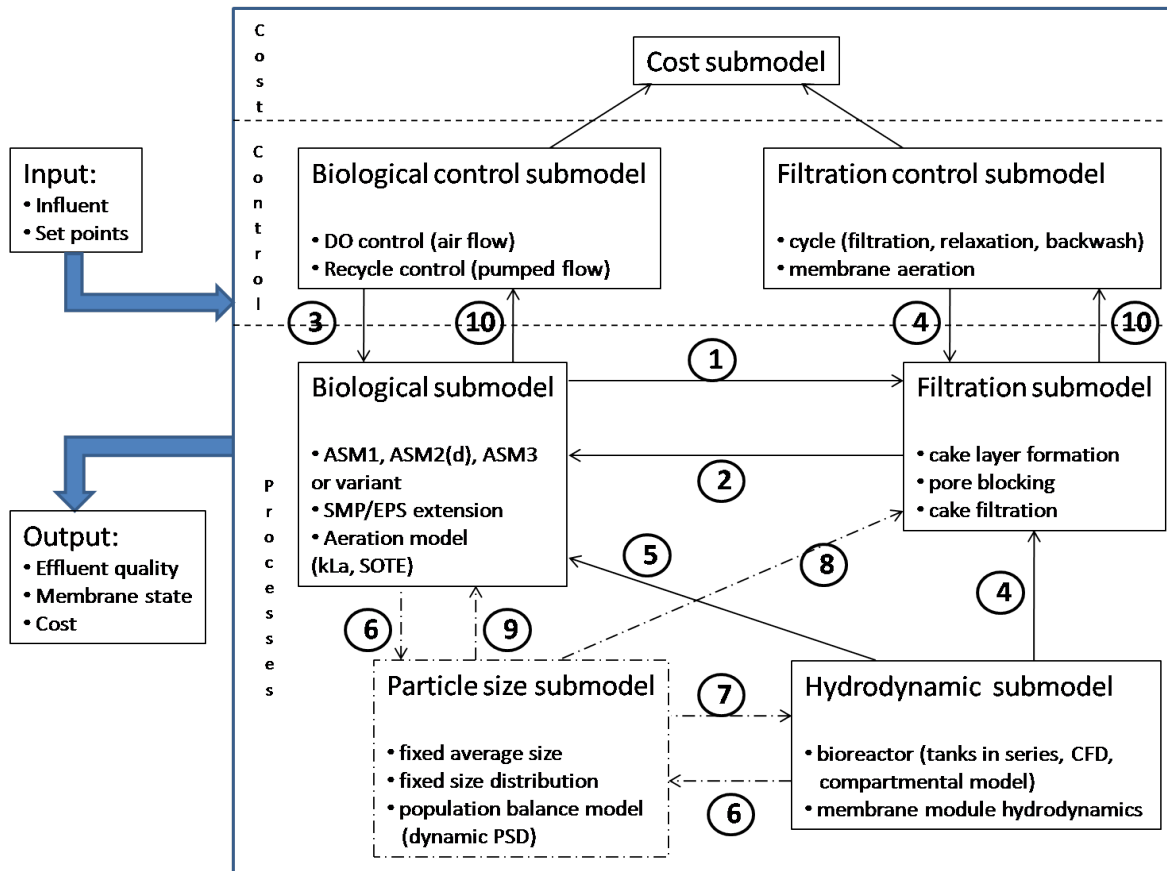 Cost
Cost submodel
Control
Input:
• Influent
• Set points
Biological control submodel
• DO control (air flow)
• Recycle control (pumped flow)
Filtration control submodel
• cycle (filtration, relaxation, backwash)
• membrane aeration
3
10
4
10
Processes
Biological submodel
• ASM1, ASM2(d), ASM3
or variant
• SMP/EPS extension
• Aeration model
(kLa, SOTE)
1
2
Filtration submodel
• cake layer formation
• pore blocking
• cake filtration
Output:
• Effluent quality
• Membrane state
• Cost
5
8
4
6
9
Particle size submodel
• fixed average size
• fixed size distribution
• population balance model
(dynamic PSD)
7
6
Hydrodynamic submodel
• bioreactor (tanks in series, CFD,
compartmental model)
• membrane module hydrodynamics